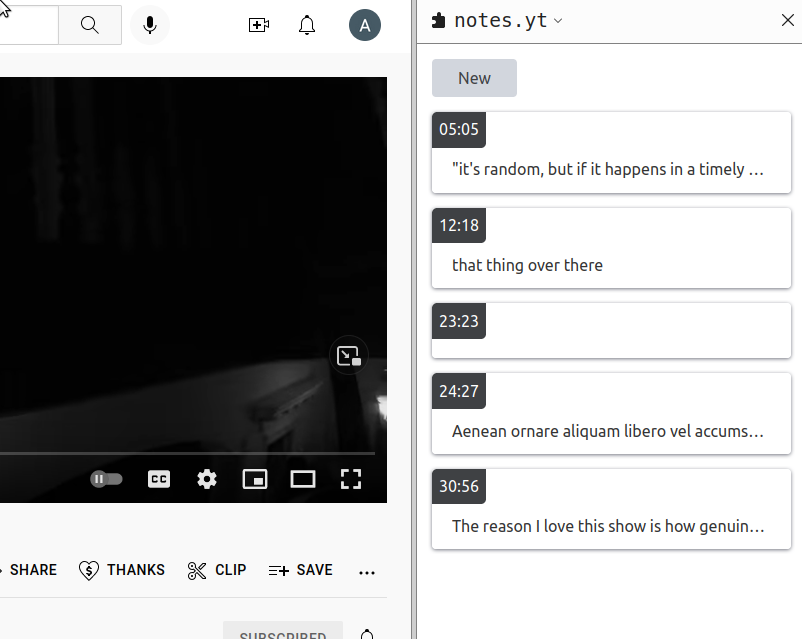 A
CC
SHARE
THANKS
CLIP
SAVE
...
SUBSCRIBED
notes.yt
New
05:05
"it's random, but if it happens in a timely ...
12:18
that thing over there
23:23
24:27
Aenean ornare aliquam libero vel accums...
30:56
The reason I love this show is how genuin...